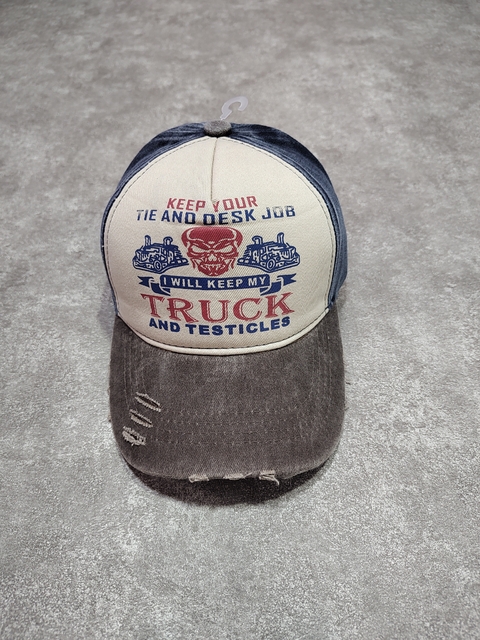 KEEP YOUR
TIE AND DESK JOB
I WILL KEEP MY
TRUCK
AND TESTICLES